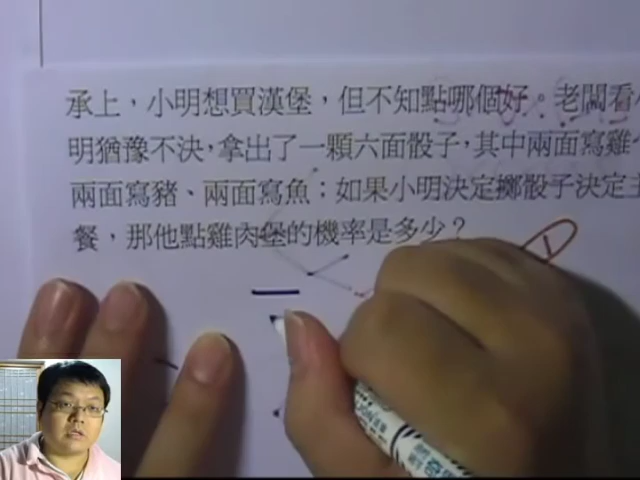 承上，小明想買漢堡，但不知點哪個好。老闆看小
明猶豫不決，拿出了一顆六面骰子，其中兩面寫雞、
兩面寫豬、兩面寫魚；如果小明決定擲骰子決定主
餐，那他點雞肉堡的機率是多少？